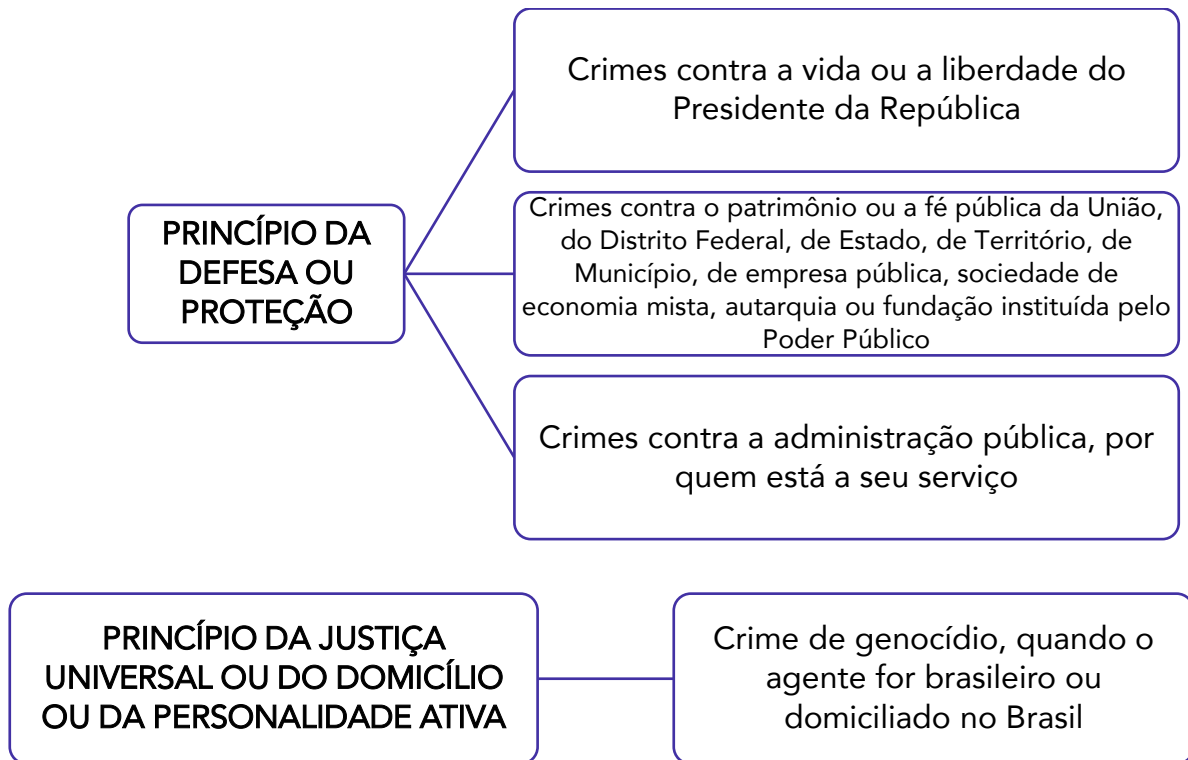 Crimes contra a vida ou a liberdade do
Presidente da República
PRINCÍPIO DA
DEFESA OU
PROTEÇÃO
Crimes contra o patrimônio ou a fé pública da União,
do Distrito Federal, de Estado, de Território, de
Município, de empresa pública, sociedade de
economia mista, autarquia ou fundação instituída pelo
Poder Público
Crimes contra a administração pública, por
quem está a seu serviço
PRINCÍPIO DA JUSTIÇA
UNIVERSAL OU DO DOMICÍLIO
OU DA PERSONALIDADE ATIVA
Crime de genocídio, quando o
agente for brasileiro ou
domiciliado no Brasil